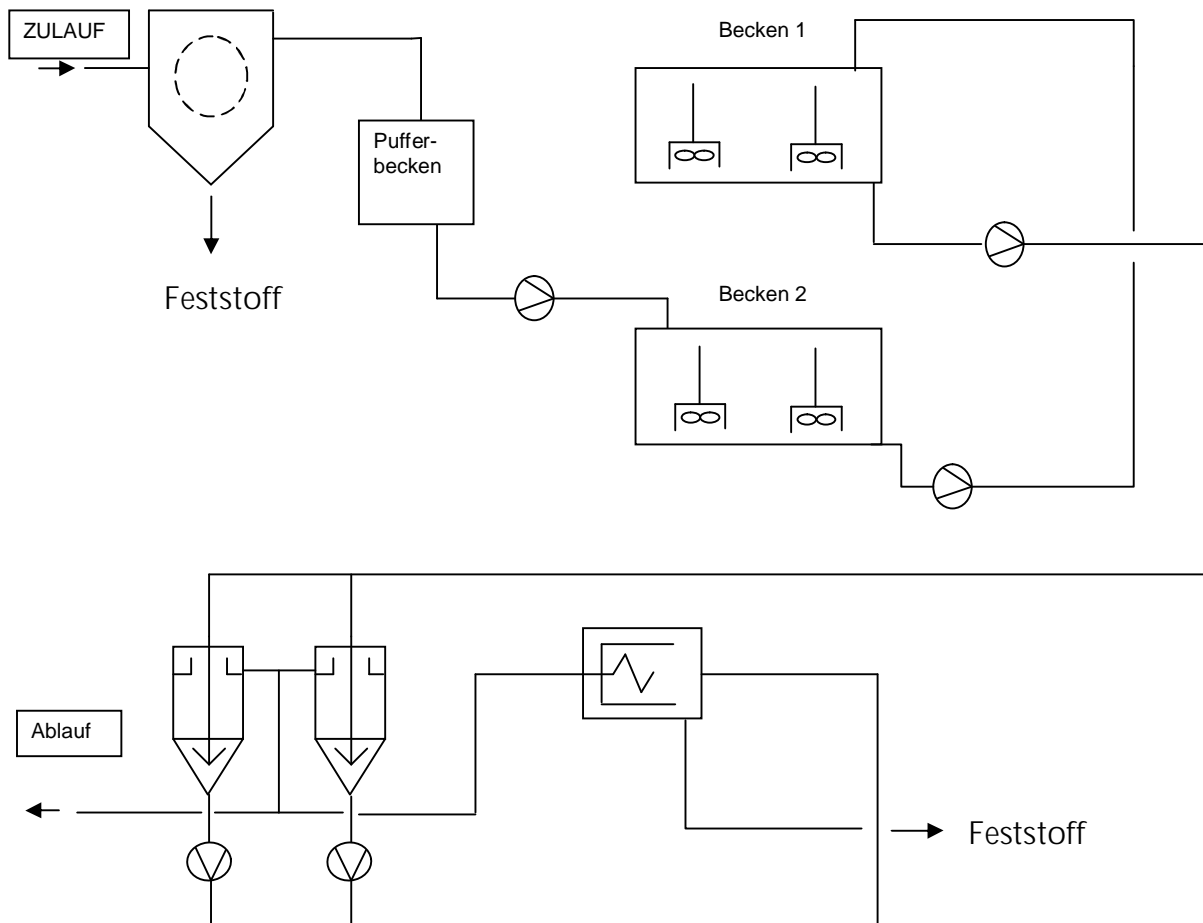 ZULAUF
Becken 1
Puffer-
becken
Feststoff
Becken 2
Ablauf
Feststoff